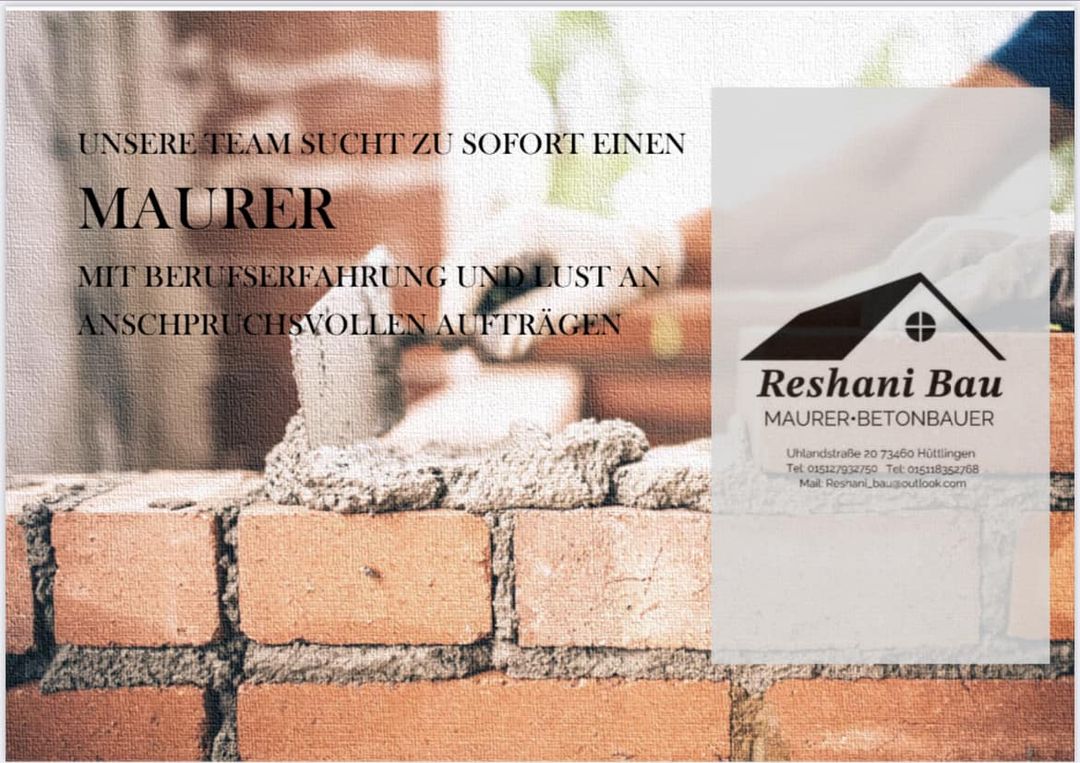 UNSERE TEAM SUCHT ZU SOFORT EINEN
MAURER
MIT BERUFSERFAHRUNG UND LUST AN
ANSCHPRUCHSVOLLEN AUFTRÄGEN
Reshani Bau
MAURER•BETONBAUER
Uhlandstraße 20 73460 Hüttlingen
Tel: 015127932750 Tel: 015118352768
Mail: Reshani_bau@outlook.com